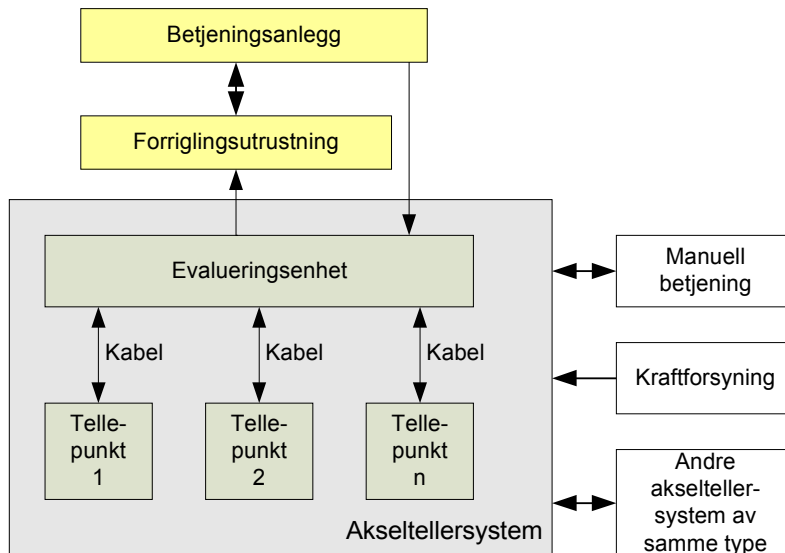 Betjeningsanlegg
Forriglingsutrustning
Evalueringsenhet
Manuell
betjening
Kabel
Kabel
Kabel
Kraftforsyning
Telle-
punkt
1
Telle-
punkt
2
Telle-
punkt
n
Andre
akselteller-
system av
samme type
Akseltellersystem